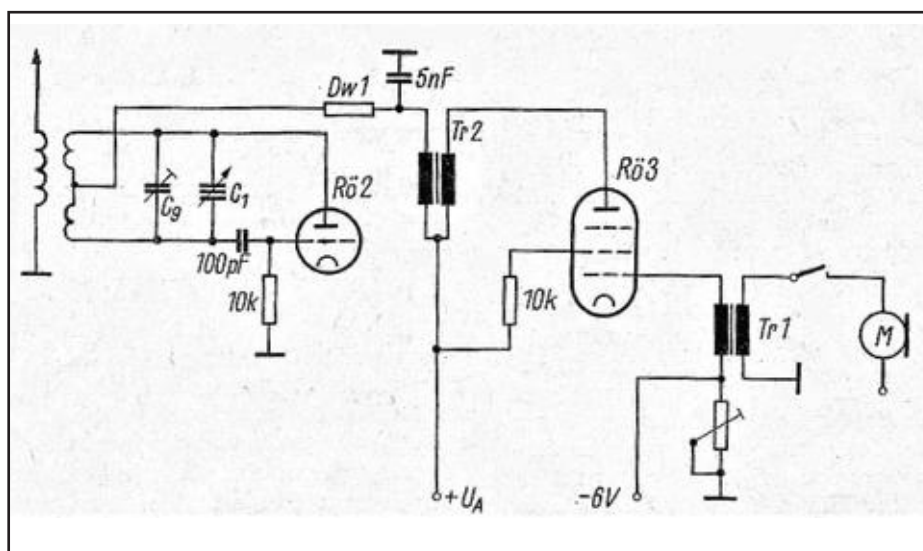 Dw1
5nF
Tr2
Rö2
Rö3
C9
C1
100pF
10k
10k
Tr1
M
+UA
-6V